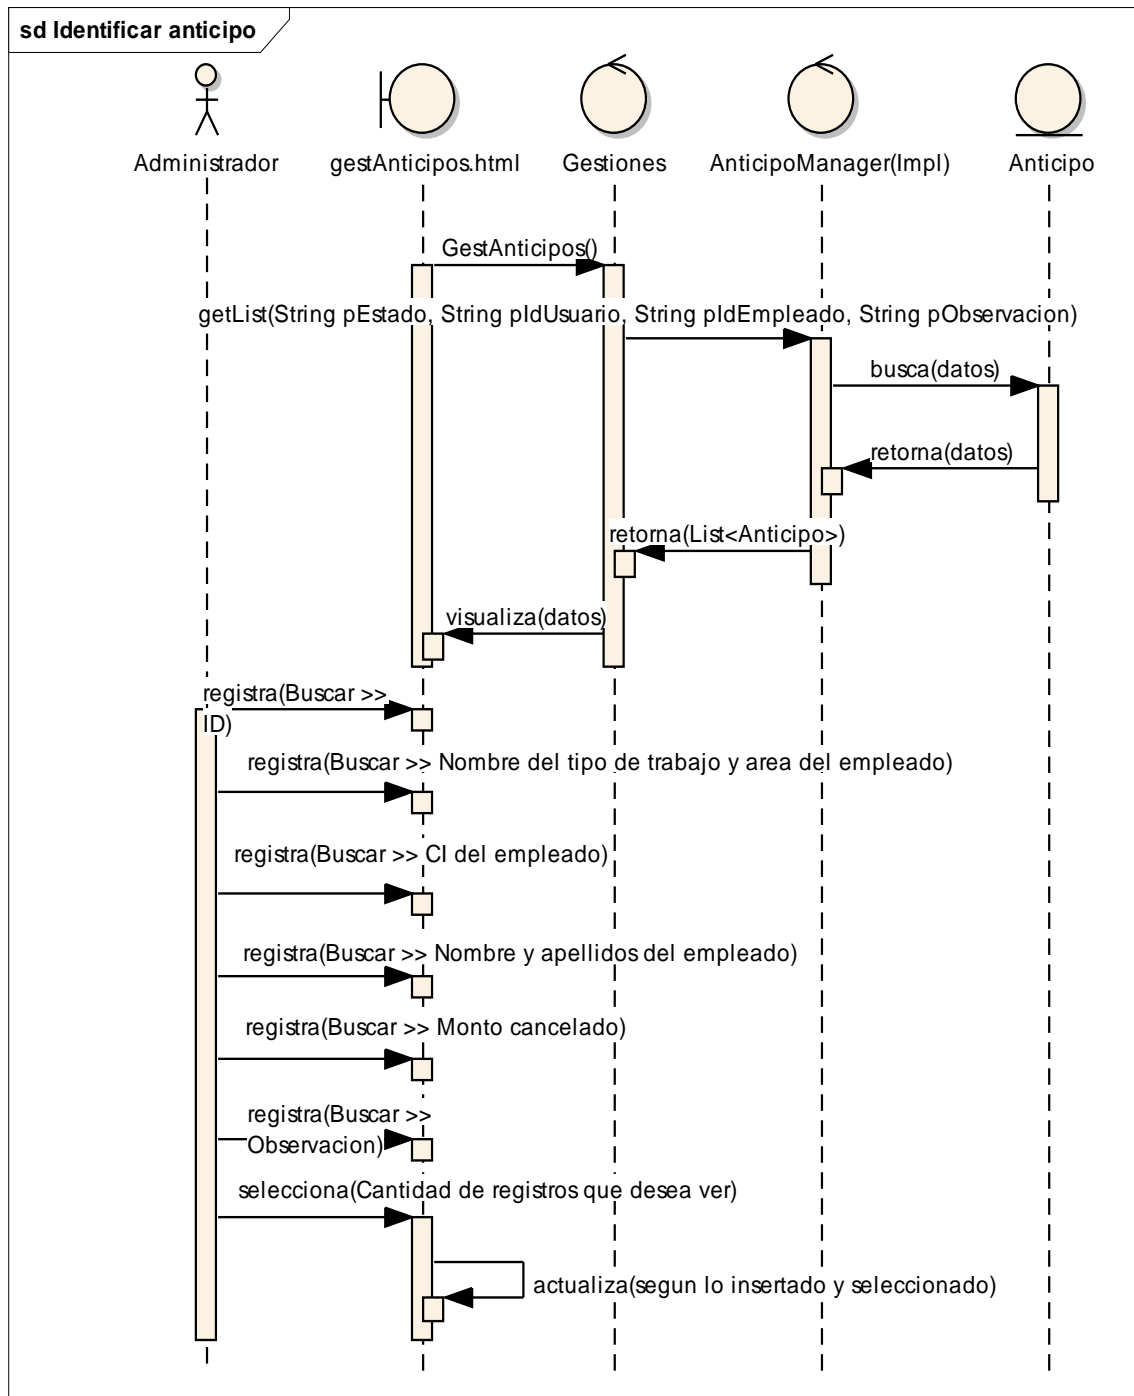 sd Identificar anticipo
Administrador
gestAnticipos.html
Gestiones
AnticipoManager(Impl)
Anticipo
GestAnticipos()
getList(String pEstado, String pIdUsuario, String pIdEmpleado, String pObservacion)
busca(datos)
retorna(datos)
retorna(List<Anticipo>)
visualiza(datos)
registra(Buscar >>
ID)
registra(Buscar >> Nombre del tipo de trabajo y area del empleado)
registra(Buscar >> CI del empleado)
registra(Buscar >> Nombre y apellidos del empleado)
registra(Buscar >> Monto cancelado)
registra(Buscar >>
Observacion)
selecciona(Cantidad de registros que desea ver)
actualiza(segun lo insertado y seleccionado)